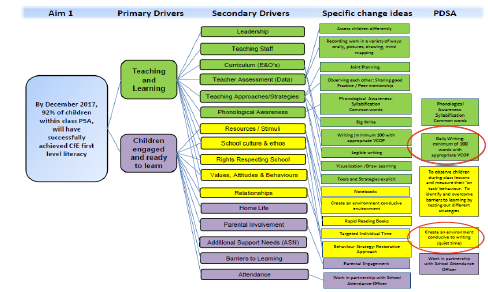 Aim 1
Primary Drivers
Secondary Drivers
Specific change ideas
PDSA
By December 2017,
92% of children
within class P5A,
will have
successfully
achieved CfE first
level literacy
Teaching
and
Learning
Children
engaged
and ready
to learn
Leadership
Teaching Staff
Curriculum (E&O's)
Teacher Assessment (Data)
Teaching Approaches/Strategies
Phonological Awareness
Resources / Stimuli
School culture & ethos
Rights Respecting School
Values, Attitudes & Behaviours
Relationships
Home Life
Parental Involvement
Additional Support Needs (ASN)
Barriers to Learning
Attendance
Assess children differently
Recording work in a variety of ways:
orally, pictures, drawing, mind
mapping
Joint Planning
Observing each other: Sharing good
Practice / Peer mentorship
Phonological Awareness:
Syllabification
Common words
Big Write
Writing (minimum 100 with
appropriate VCOP
Legible writing
Visualisation /Draw Learning
Tools and Strategies explicit
Notebooks
Create an environment conducive
environment
Rapid Reading Books
Targeted Individual Time
Behaviour Strategy: Restorative
Approach
Parental Engagement
Work in partnership with School
Attendance Officer
Phonological
Awareness:
Syllabification
Common words
Daily Writing:
minimum of 100
words with
appropriate VCOP
To observe children
during class lessons
and measure their 'on
task' behaviour. To
identify and overcome
barriers to learning by
testing out different
strategies
Create an environment
conducive to writing
(quiet time)
Work in partnership
with School Attendance
Officer